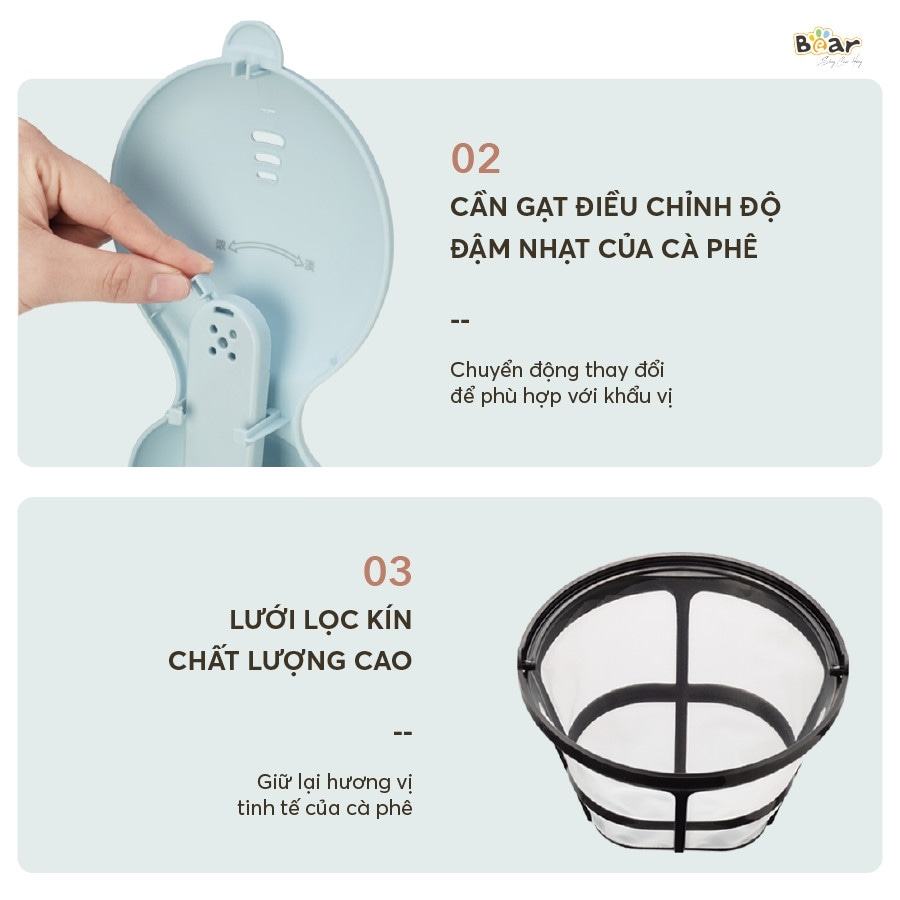 Bear
02
CẦN GẠT ĐIỀU CHỈNH ĐỘ
ĐẬM NHẠT CỦA CÀ PHÊ
--
Chuyển động thay đổi
để phù hợp với khẩu vị
03
LƯỚI LỌC KÍN
CHẤT LƯỢNG CAO
--
Giữ lại hương vị
tinh tế của cà phê